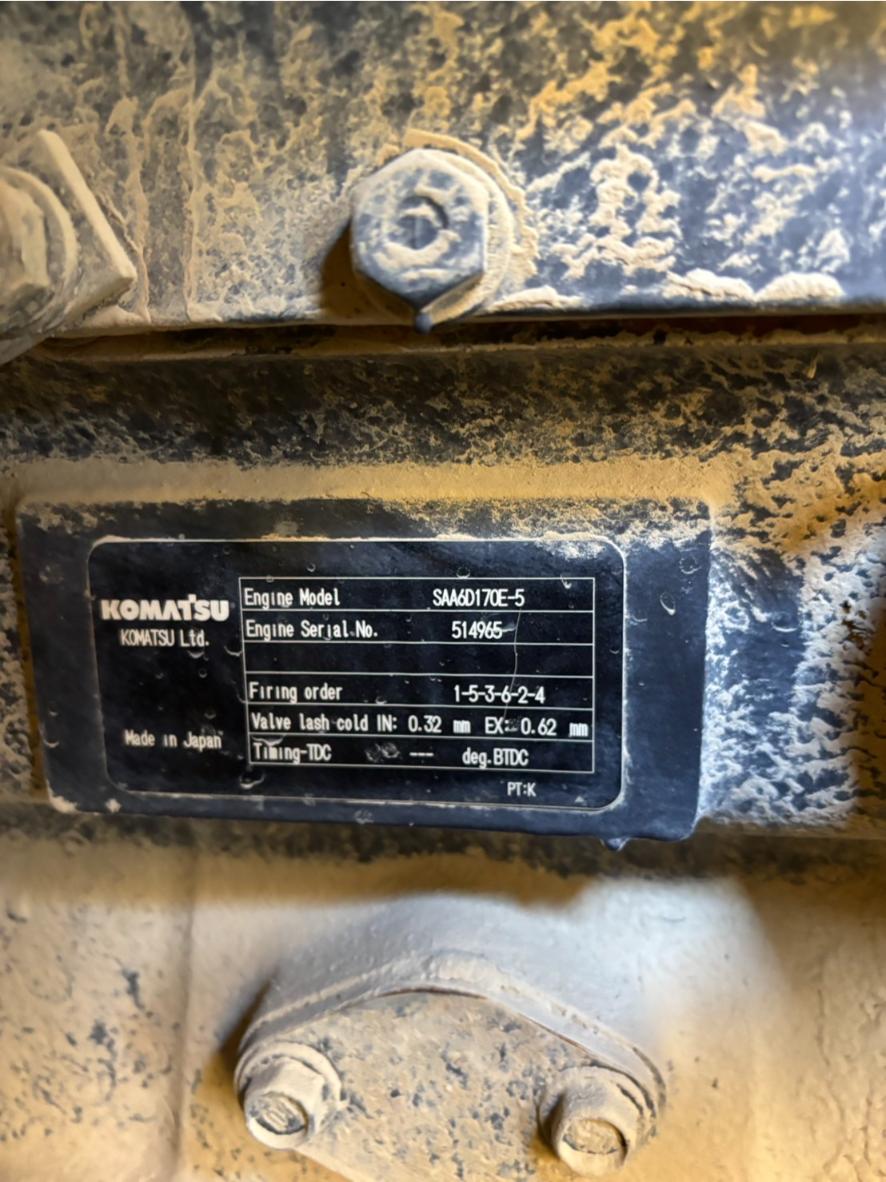 KOMATSU
KOMATSU Ltd.
Made in Japan
Engine Model SAA6D170E-5
Engine Serial No. 514965
Firing order 1-5-3-6-2-4
Valve lash cold IN: 0.32 mm EX: 0.62 mm
Timing-TDC --- deg.BTDC
PT:K